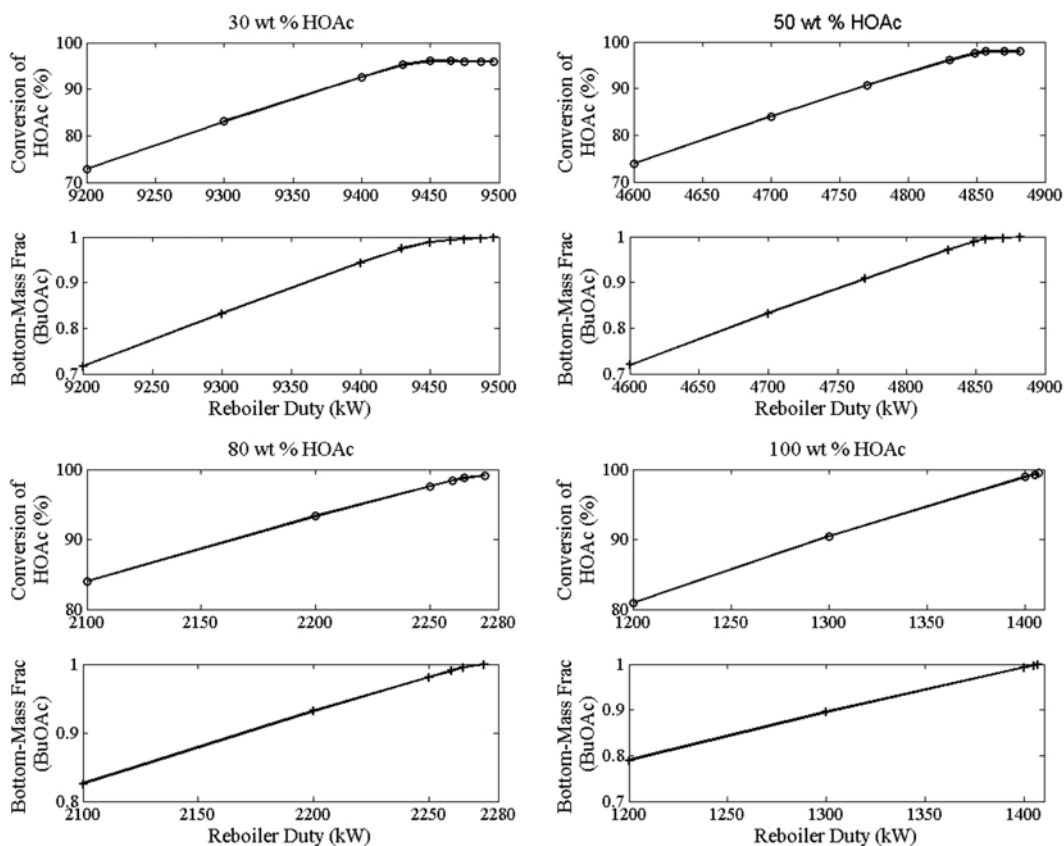 30 wt % HOAc
Conversion of
HOAc (%)
100
90
80
70
9200 9250 9300 9350 9400 9450 9500
Bottom-Mass Frac
(BuOAc)
1
0.9
0.8
0.7
9200 9250 9300 9350 9400 9450 9500
Reboiler Duty (kW)
50 wt % HOAc
Conversion of
HOAc (%)
100
90
80
70
4600 4650 4700 4750 4800 4850 4900
Bottom-Mass Frac
(BuOAc)
1
0.9
0.8
0.7
4600 4650 4700 4750 4800 4850 4900
Reboiler Duty (kW)
80 wt % HOAc
Conversion of
HOAc (%)
100
90
80
2100 2150 2200 2250 2280
Bottom-Mass Frac
(BuOAc)
1
0.9
0.8
2100 2150 2200 2250 2280
Reboiler Duty (kW)
100 wt % HOAc
Conversion of
HOAc (%)
100
90
80
1200 1250 1300 1350 1400
Bottom-Mass Frac
(BuOAc)
1
0.9
0.8
0.7
1200 1250 1300 1350 1400
Reboiler Duty (kW)